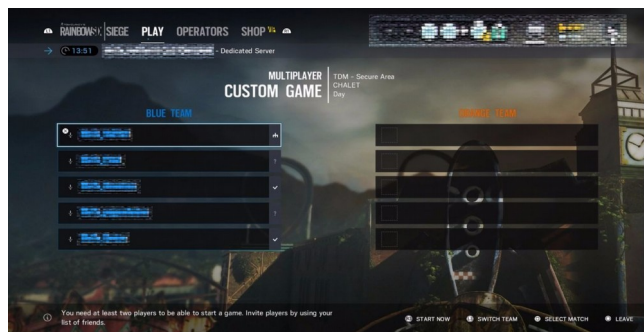 RAINBOW SIX SIEGE PLAY OPERATORS SHOP
13:51 - Dedicated Server
MULTIPLAYER
CUSTOM GAME
TDM - Secure Area
CHALET
Day
BLUE TEAM
ORANGE TEAM
?
?
You need at least two players to be able to start a game. Invite players by using your
list of friends.
START NOW SWITCH TEAM SELECT MATCH LEAVE